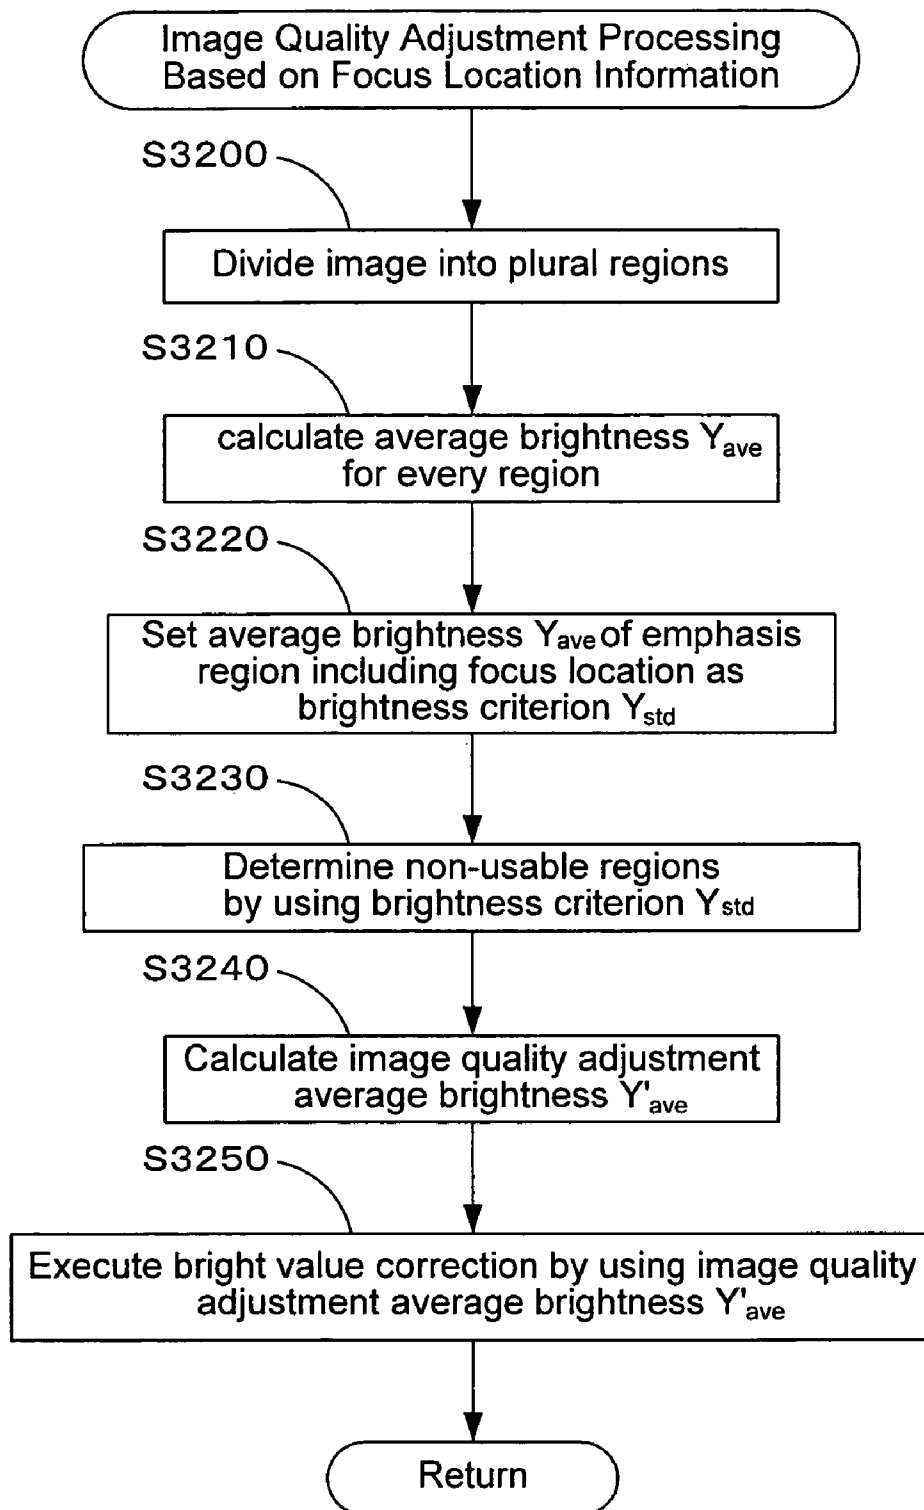 Image Quality Adjustment Processing
Based on Focus Location Information
S3200
Divide image into plural regions
S3210
calculate average brightness Yave
for every region
S3220
Set average brightness Yave of emphasis
region including focus location as
brightness criterion Ystd
S3230
Determine non-usable regions
by using brightness criterion Ystd
S3240
Calculate image quality adjustment
average brightness Y'ave
S3250
Execute bright value correction by using image quality
adjustment average brightness Y'ave
Return